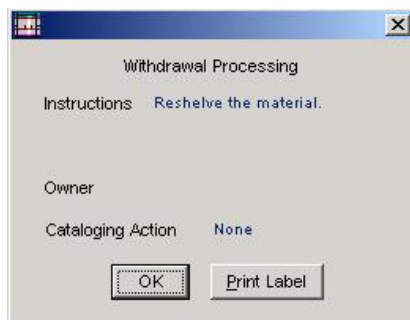 Withdrawal Processing
Instructions Reshelve the material.
Owner
Cataloging Action None
OK Print Label